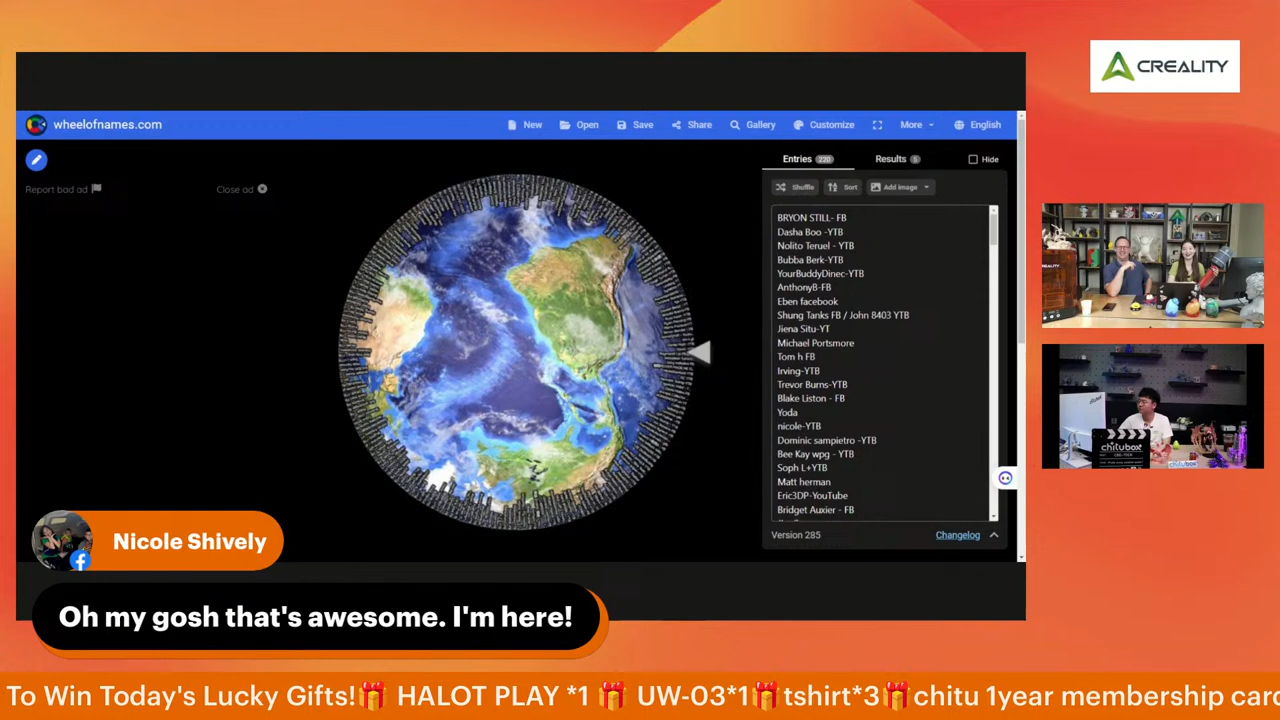 CREALITY
wheelofnames.com
New
Open
Save
Share
Gallery
Customize
More
English
Report bad ad
Close ad
Entries 220
Results 5
Hide
Shuffle
Sort
Add image
BRYON STILL- FB
Dasha Boo -YTB
Nolito Teruel - YTB
Bubba Berk-YTB
YourBuddyDinec-YTB
AnthonyB-FB
Eben facebook
Shung Tanks FB / John 8403 YTB
Jiena Situ-YT
Michael Portsmore
Tom h FB
Irving-YTB
Trevor Burns-YTB
Blake Liston - FB
Yoda
nicole-YTB
Dominic sampietro -YTB
Bee Kay wpg - YTB
Soph L+YTB
Matt herman
Eric3DP-YouTube
Bridget Auxier - FB
Version 285
Changelog
chitubox
chitubox
Nicole Shively
Oh my gosh that's awesome. I'm here!
To Win Today's Lucky Gifts!🎁 HALOT PLAY *1 🎁 UW-03*1🎁tshirt*3🎁chitu 1year membership card